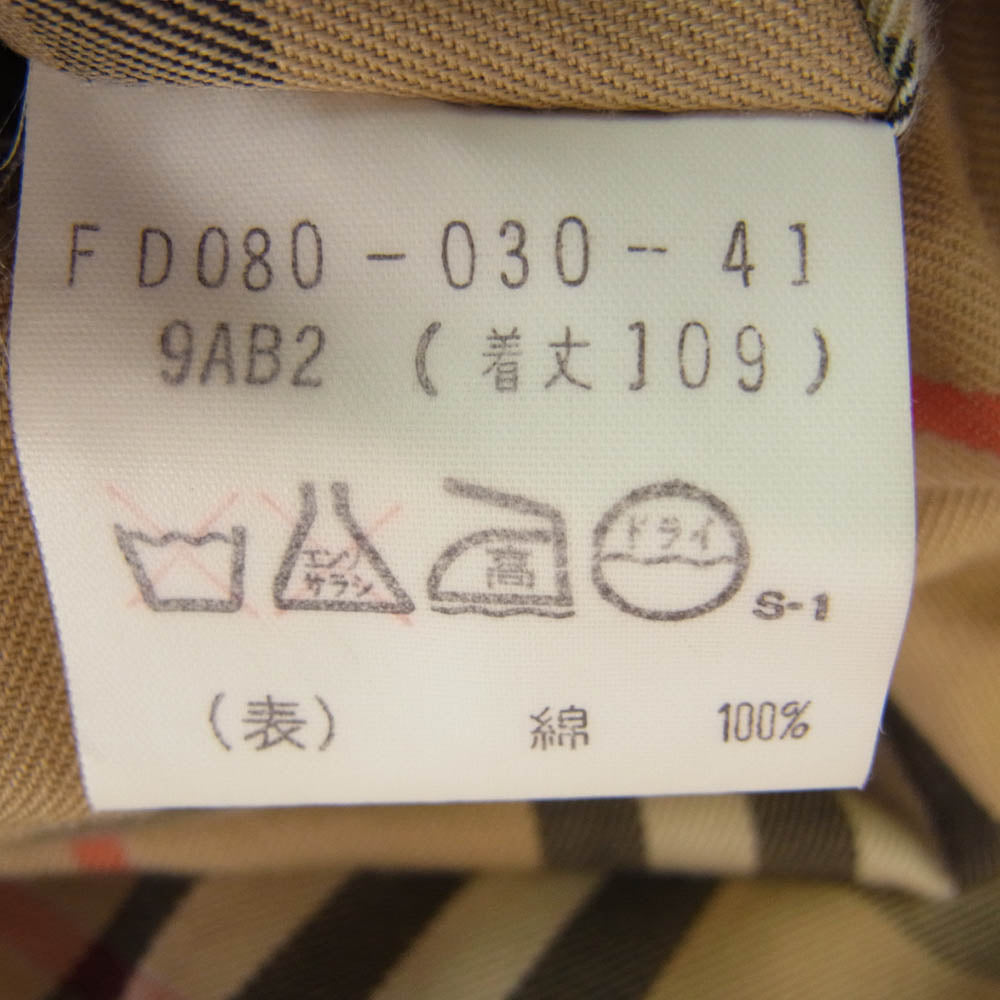 FD080-030-41
9AB2 (着丈109)
エンソ サラシ 高 ドライ S-1
(表) 綿 100%